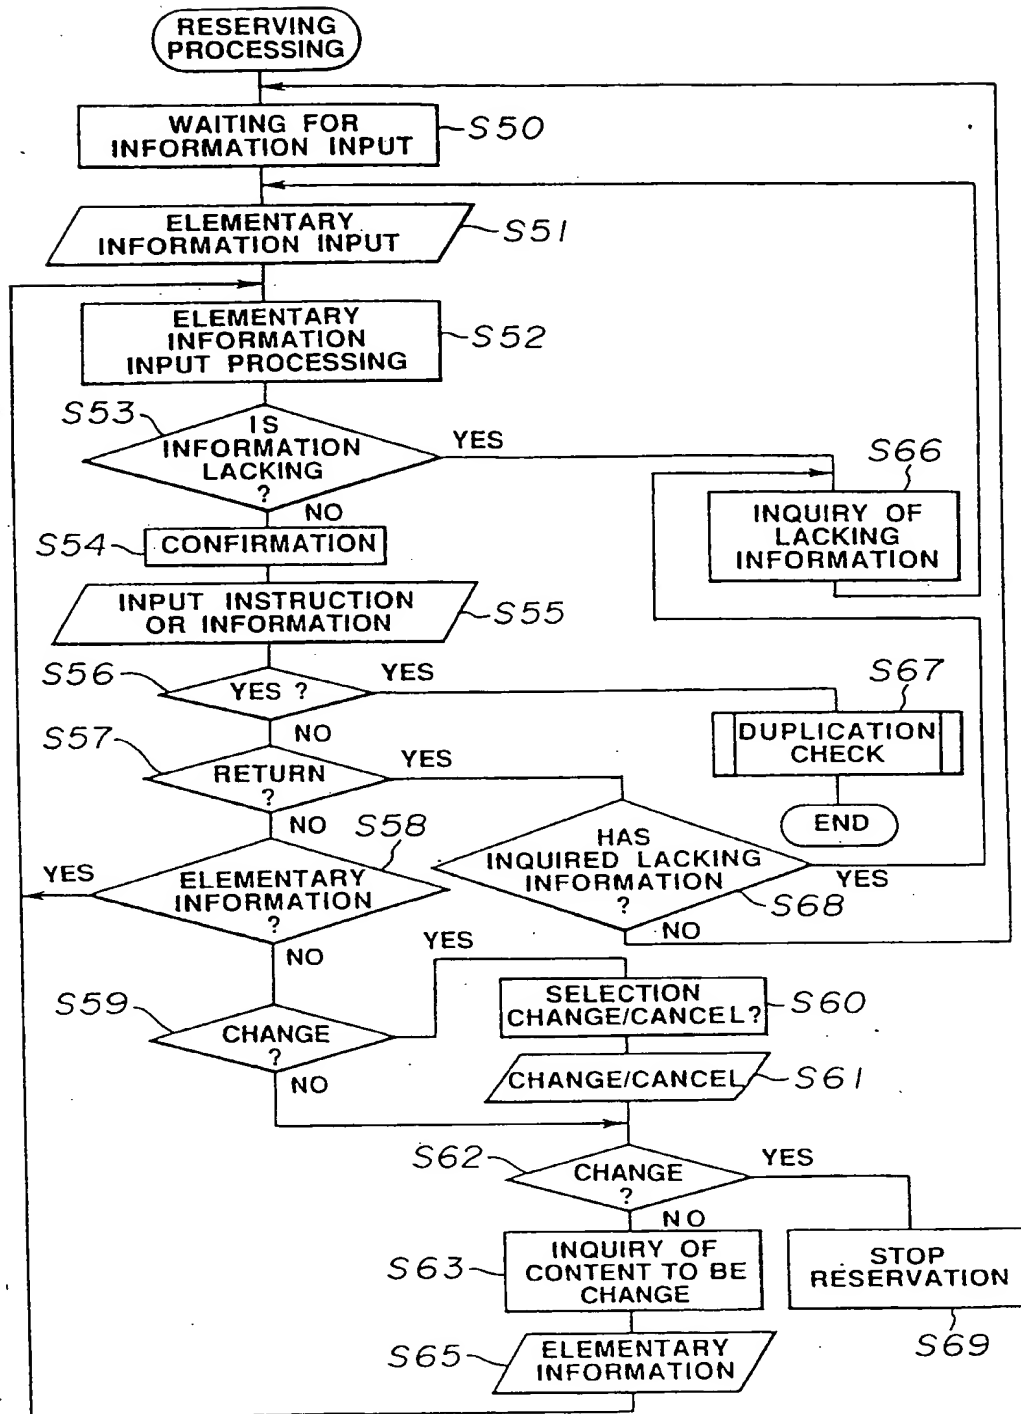 RESERVING
PROCESSING
WAITING FOR
INFORMATION INPUT
S50
ELEMENTARY
INFORMATION INPUT
S51
ELEMENTARY
INFORMATION
INPUT PROCESSING
S52
S53
IS
INFORMATION
LACKING
?
YES
NO
S66
INQUIRY OF
LACKING
INFORMATION
S54
CONFIRMATION
INPUT INSTRUCTION
OR INFORMATION
S55
S56
YES ?
YES
NO
S67
DUPLICATION
CHECK
END
S57
RETURN
?
YES
NO
S58
ELEMENTARY
INFORMATION
?
YES
NO
HAS
INQUIRED LACKING
INFORMATION
?
YES
S68
NO
S59
CHANGE
?
YES
NO
SELECTION
CHANGE/CANCEL?
S60
CHANGE/CANCEL
S61
S62
CHANGE
?
YES
NO
S63
INQUIRY OF
CONTENT TO BE
CHANGE
STOP
RESERVATION
S69
S65
ELEMENTARY
INFORMATION